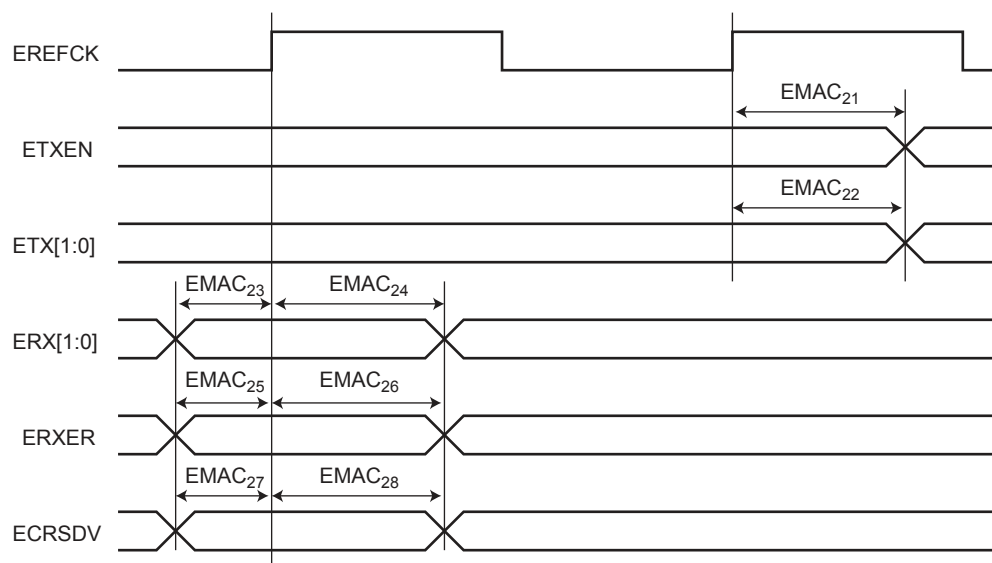 EREFCK
EMAC21
ETXEN
EMAC22
ETX[1:0]
EMAC23 EMAC24
ERX[1:0]
EMAC25 EMAC26
ERXER
EMAC27 EMAC28
ECRSDV